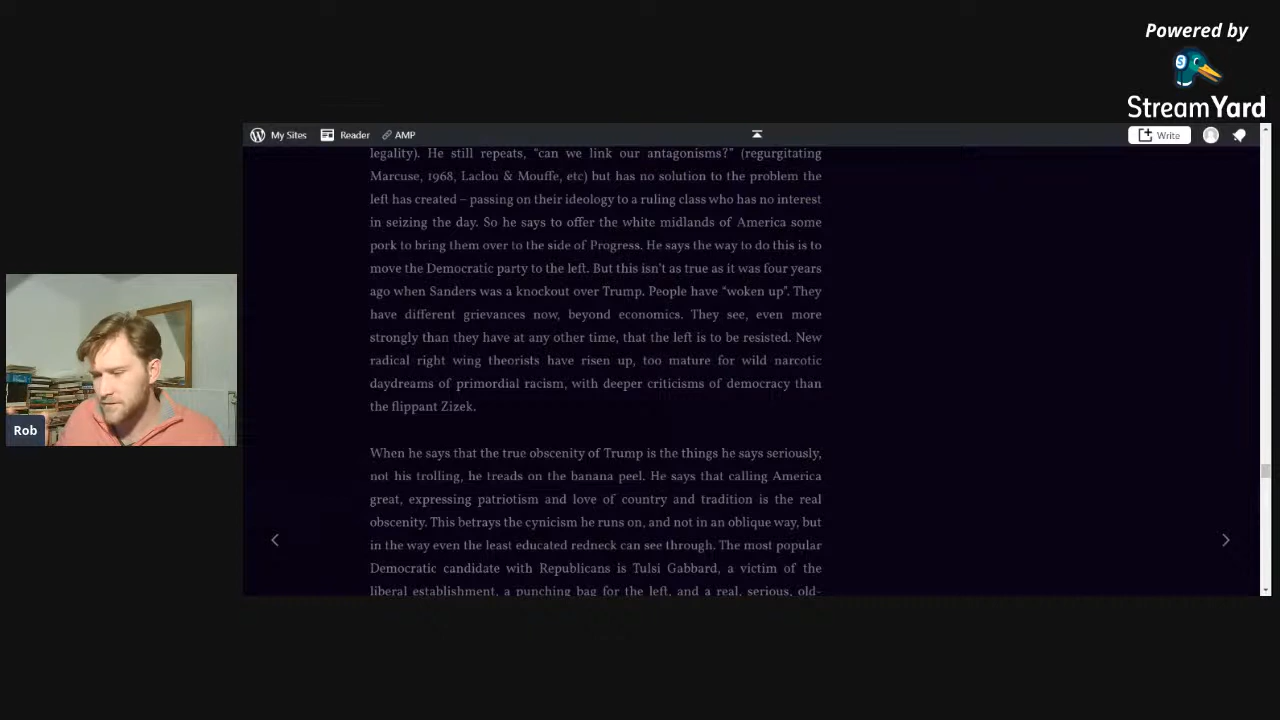 Powered by
StreamYard
My Sites
Reader
AMP
Write
legality). He still repeats, “can we link our antagonisms?” (regurgitating
Marcuse, 1968, Laclou & Mouffe, etc) but has no solution to the problem the
left has created – passing on their ideology to a ruling class who has no interest
in seizing the day. So he says to offer the white midlands of America some
pork to bring them over to the side of Progress. He says the way to do this is to
move the Democratic party to the left. But this isn’t as true as it was four years
ago when Sanders was a knockout over Trump. People have “woken up”. They
have different grievances now, beyond economics. They see, even more
strongly than they have at any other time, that the left is to be resisted. New
radical right wing theorists have risen up, too mature for wild narcotic
daydreams of primordial racism, with deeper criticisms of democracy than
the flippant Zizek.
When he says that the true obscenity of Trump is the things he says seriously,
not his trolling, he treads on the banana peel. He says that calling America
great, expressing patriotism and love of country and tradition is the real
obscenity. This betrays the cynicism he runs on, and not in an oblique way, but
in the way even the least educated redneck can see through. The most popular
Democratic candidate with Republicans is Tulsi Gabbard, a victim of the
liberal establishment, a punching bag for the left, and a real, serious, old-
Rob